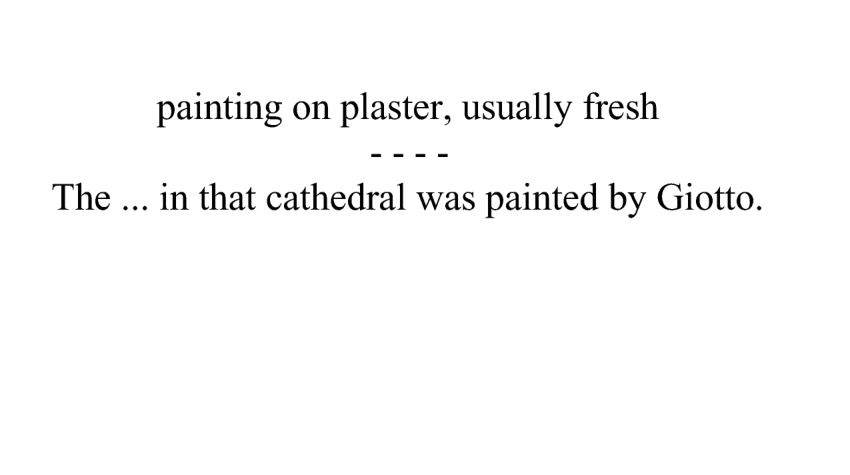 painting on plaster, usually fresh
- - - -
The ... in that cathedral was painted by Giotto.